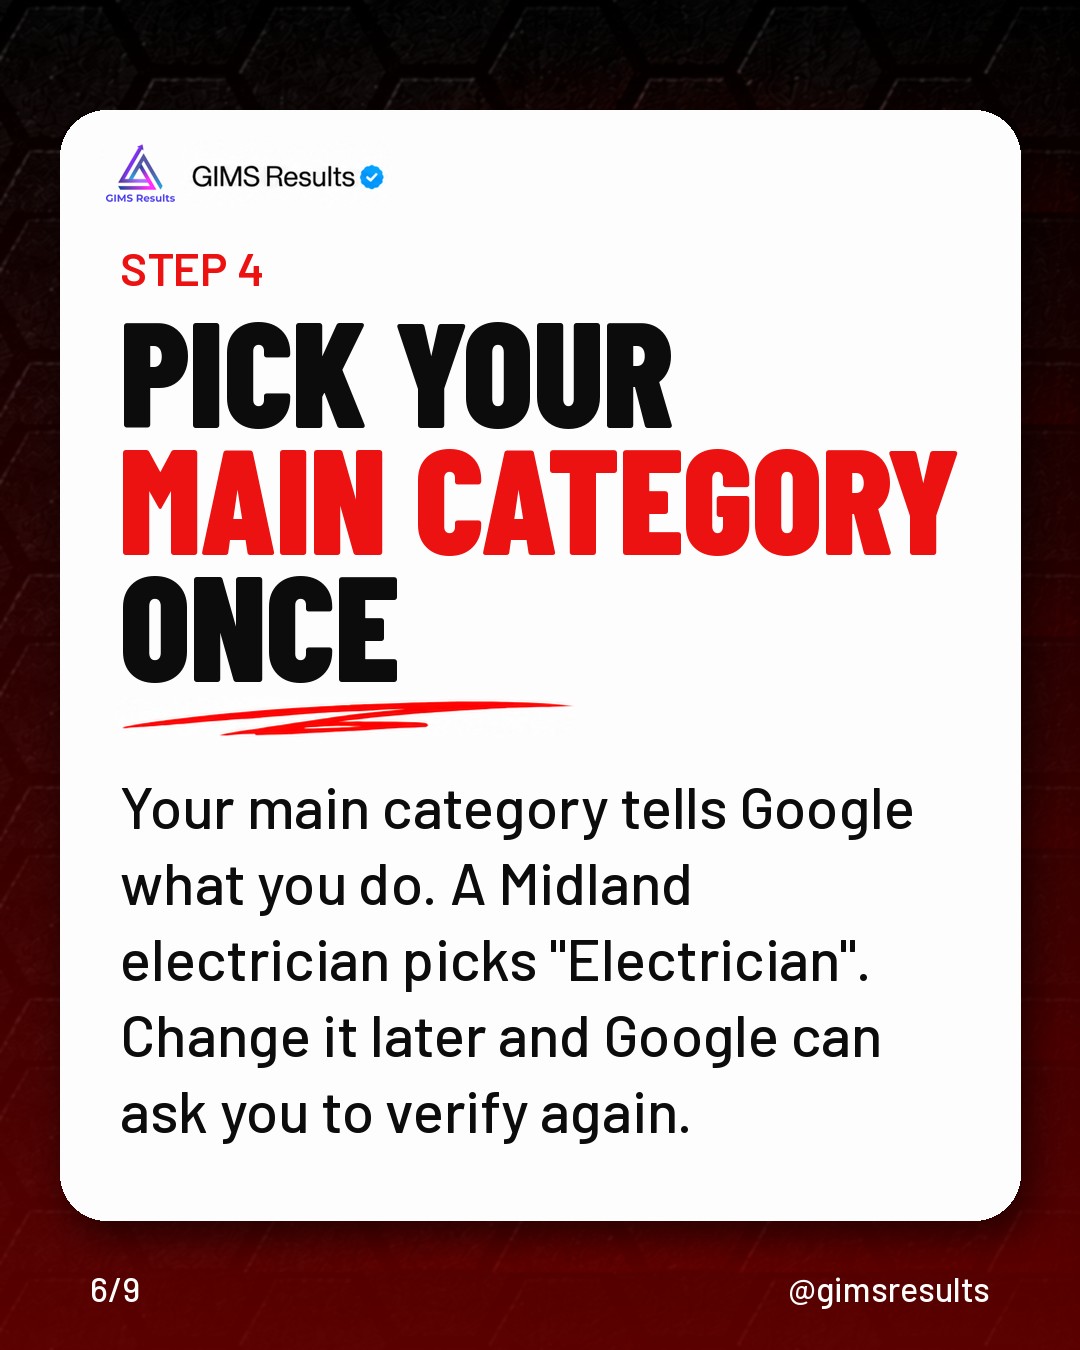 GIMS Results
GIMS Results
STEP 4
PICK YOUR
MAIN CATEGORY
ONCE
Your main category tells Google
what you do. A Midland
electrician picks "Electrician".
Change it later and Google can
ask you to verify again.
6/9
@gimsresults